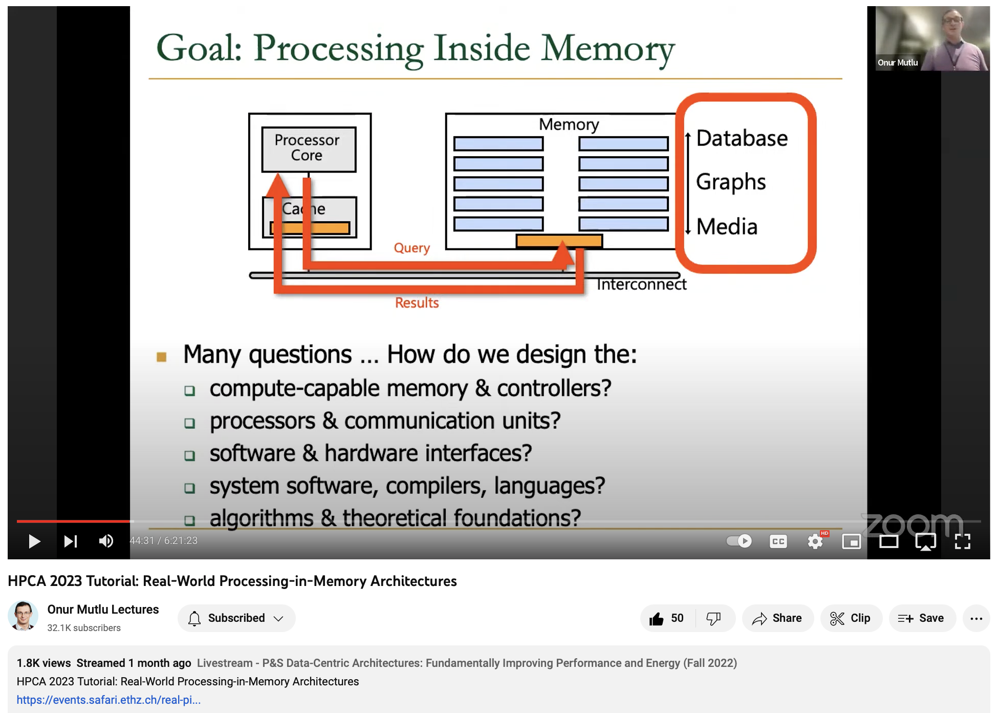 Goal: Processing Inside Memory
Onur Mutlu
Processor
Core
Cache
Memory
Database
Graphs
Media
Query
Interconnect
Results
Many questions ... How do we design the:
compute-capable memory & controllers?
processors & communication units?
software & hardware interfaces?
system software, compilers, languages?
algorithms & theoretical foundations?
zoom
44:31 / 6:21:23
CC
HD
HPCA 2023 Tutorial: Real-World Processing-in-Memory Architectures
Onur Mutlu Lectures
32.1K subscribers
Subscribed
50
Share
Clip
Save
1.8K views Streamed 1 month ago Livestream - P&S Data-Centric Architectures: Fundamentally Improving Performance and Energy (Fall 2022)
HPCA 2023 Tutorial: Real-World Processing-in-Memory Architectures
https://events.safari.ethz.ch/real-pi...